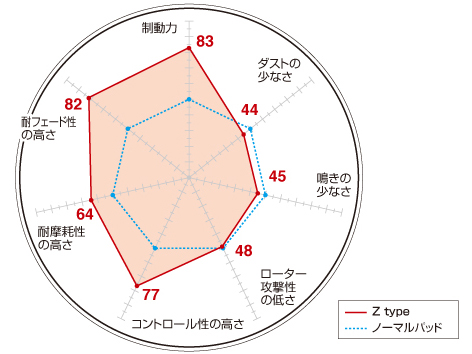 制動力
83
ダストの
少なさ
44
鳴きの
少なさ
45
ローター
攻撃性
の低さ
48
コントロール性の高さ
77
耐摩耗性
の高さ
64
耐フェード性
の高さ
82
Z type
ノーマルパッド